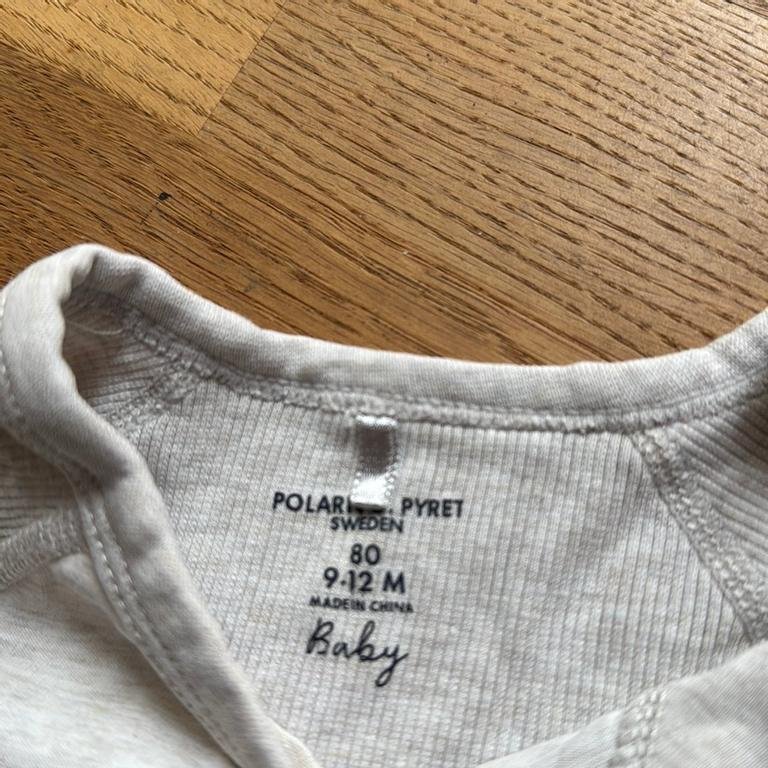 PYRET
SWEDEN
80
9-12 M
MADE IN CHINA
Baby